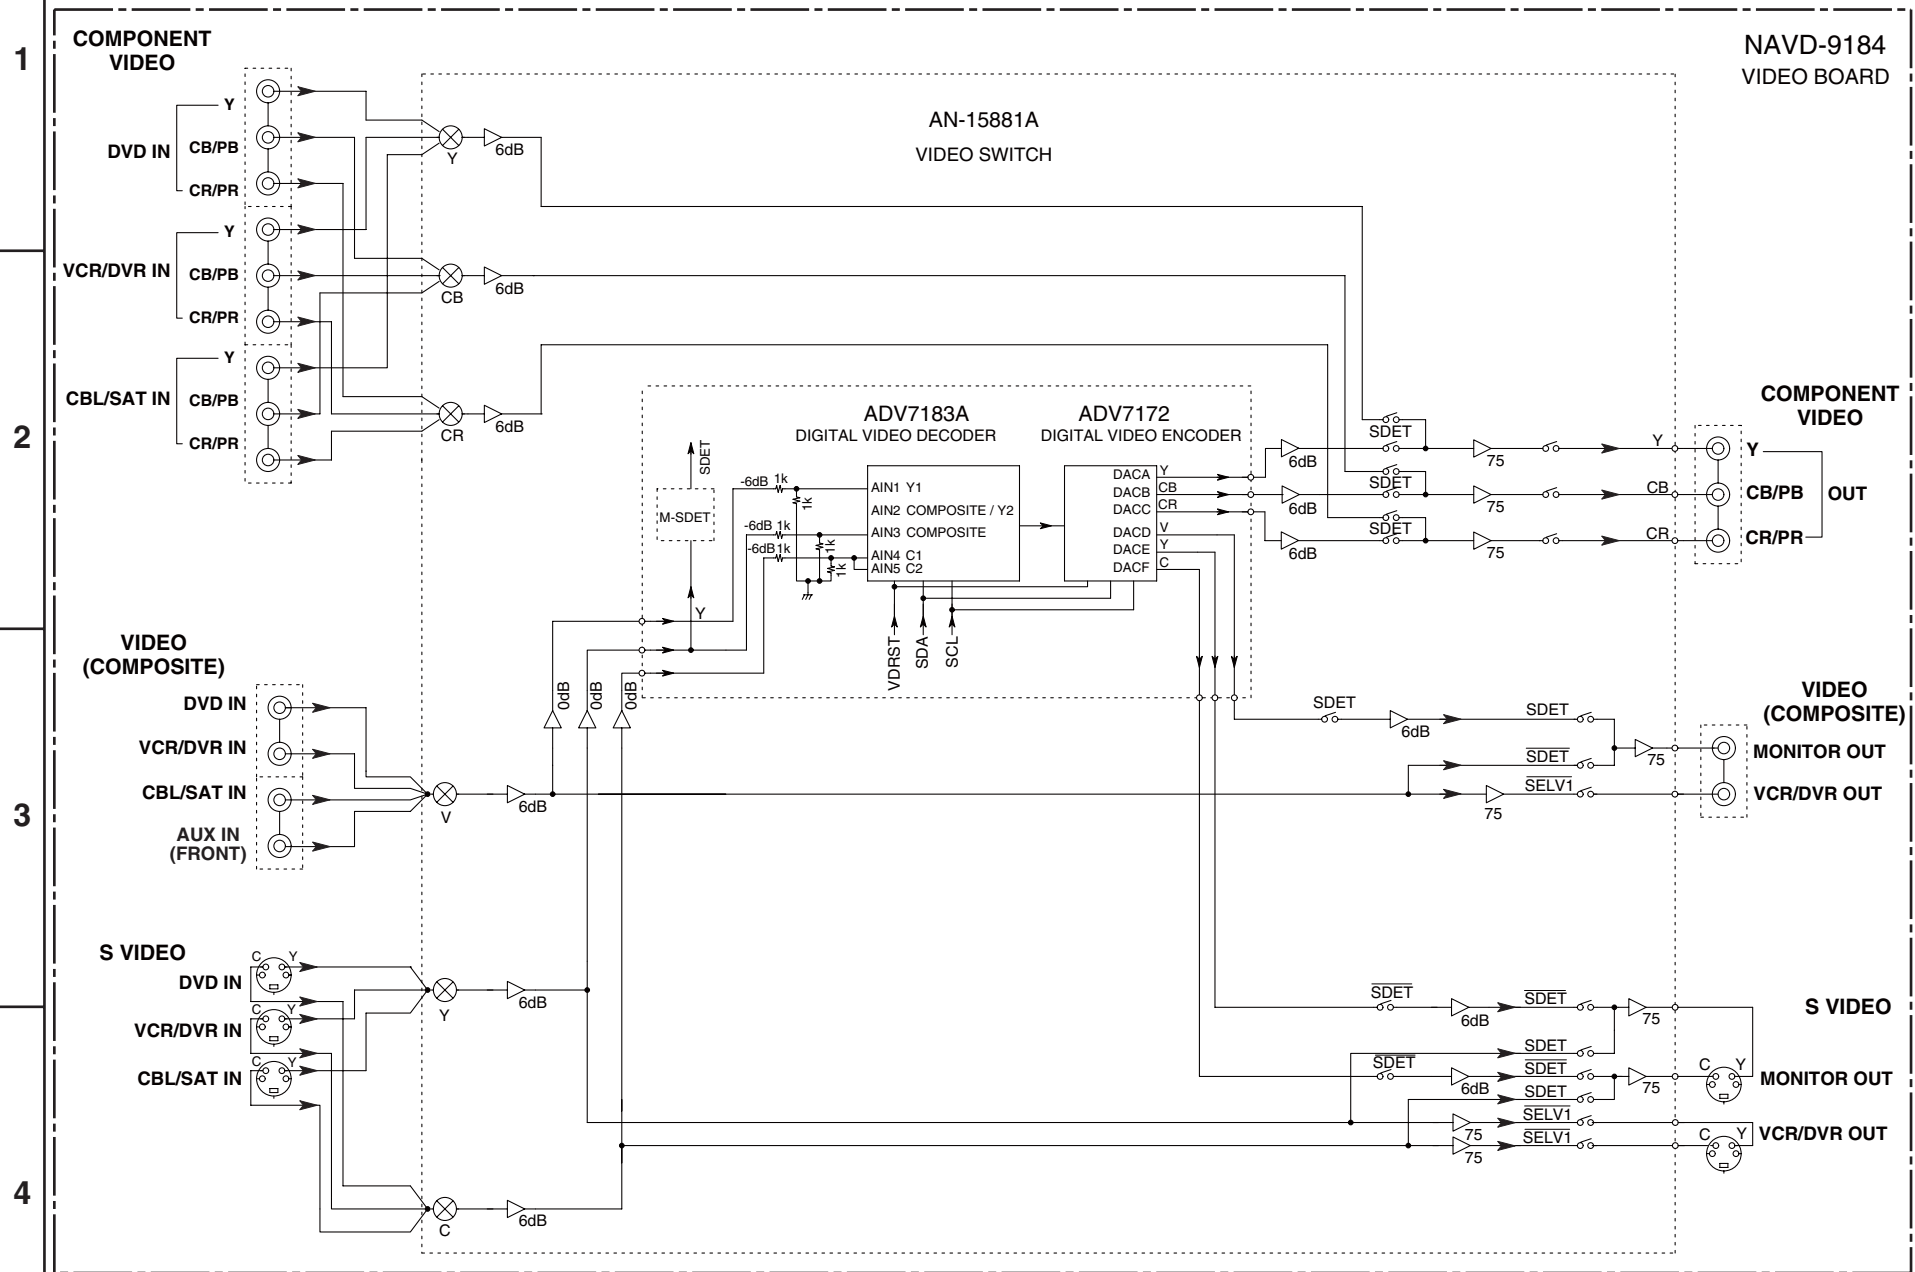 1
2
3
4
NAVD-9184
VIDEO BOARD
COMPONENT
VIDEO
DVD IN
Y
CB/PB
CR/PR
VCR/DVR IN
Y
CB/PB
CR/PR
CBL/SAT IN
Y
CB/PB
CR/PR
AN-15881A
VIDEO SWITCH
Y
6dB
CB
6dB
CR
6dB
ADV7183A
DIGITAL VIDEO DECODER
ADV7172
DIGITAL VIDEO ENCODER
SDET
M-SDET
-6dB 1k
1k
-6dB 1k
1k
-6dB 1k
1k
AIN1 Y1
AIN2 COMPOSITE / Y2
AIN3 COMPOSITE
AIN4 C1
AIN5 C2
DACA Y
DACB CB
DACC CR
DACD V
DACE Y
DACF C
Y
VDRST
SDA
SCL
6dB
6dB
6dB
SDET
SDET
SDET
75
75
75
Y
CB
CR
COMPONENT
VIDEO
Y
CB/PB
CR/PR
OUT
VIDEO
(COMPOSITE)
DVD IN
VCR/DVR IN
CBL/SAT IN
AUX IN
(FRONT)
V
6dB
0dB
0dB
0dB
SDET
6dB
SDET
SDET
75
SELV1
75
VIDEO
(COMPOSITE)
MONITOR OUT
VCR/DVR OUT
S VIDEO
DVD IN
C Y
VCR/DVR IN
C Y
CBL/SAT IN
C Y
Y
6dB
C
6dB
SDET
6dB
SDET
75
SDET
SDET
6dB
SDET
75
SDET
75
SELV1
75
SELV1
S VIDEO
C Y
MONITOR OUT
C Y
VCR/DVR OUT